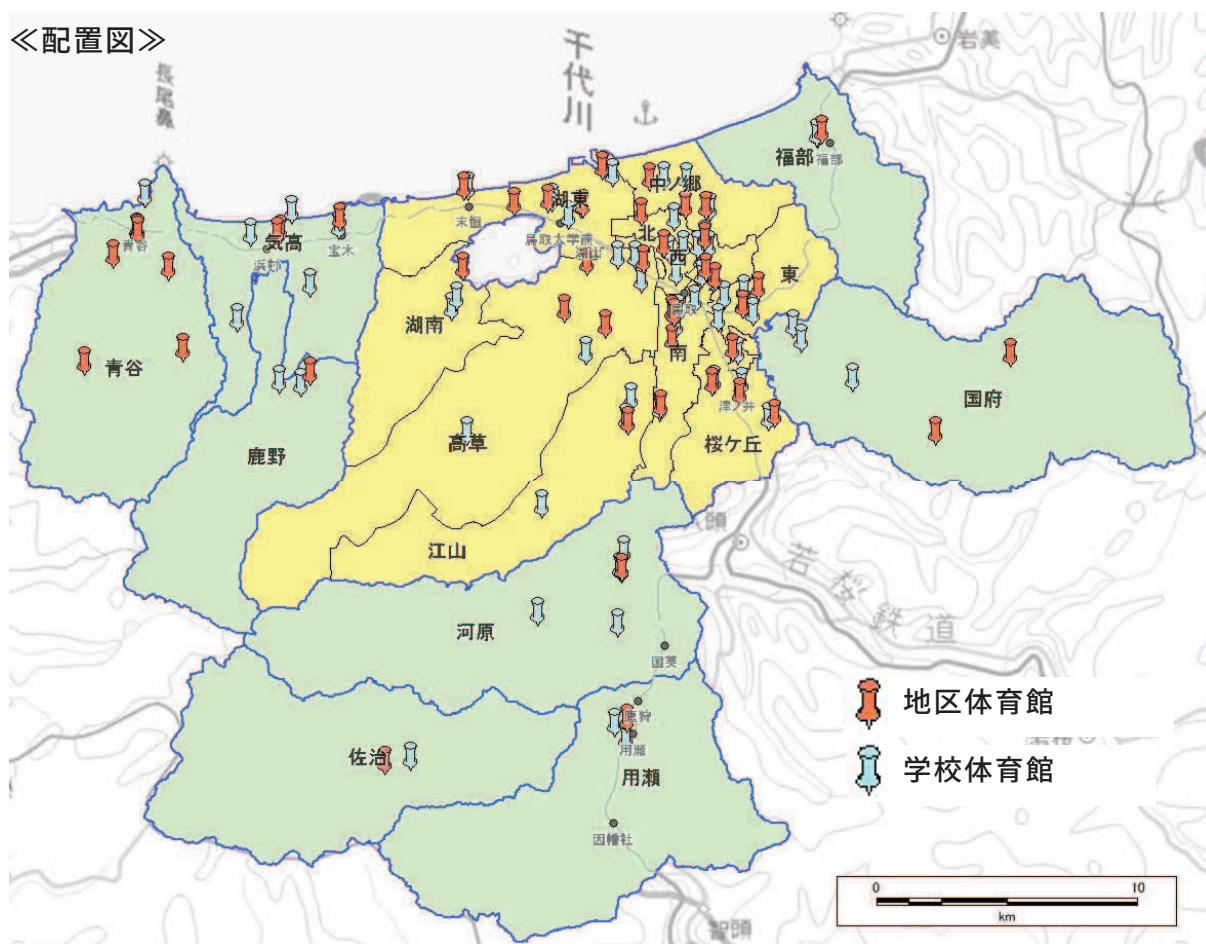 ≪配置図≫
岩美
千代川
長尾鼻
福部
福部
中ノ郷
湖東
末恒
鳥取大学前
湖山
北
西
東
青谷
気高
浜村
宝木
湖南
鳥取
南
青谷
国府
津ノ井
桜ケ丘
高草
鹿野
江山
八頭
若桜鉄道
河原
国英
地区体育館
鷹狩
用瀬
佐治
用瀬
学校体育館
因幡社
0 10
km
智頭